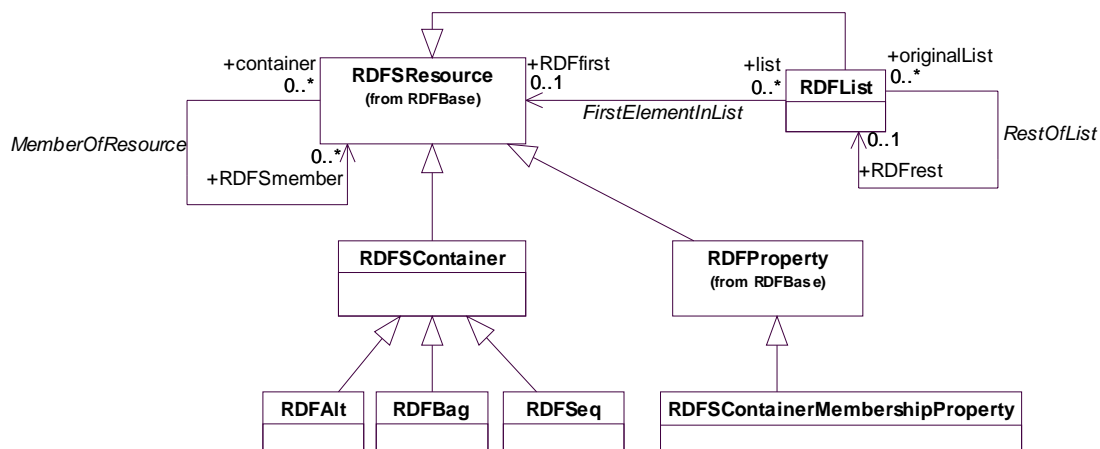 +container
0..*
RDFSResource
(from RDFBase)
+RDFfirst
0..1
+list
0..*
RDFList
+originalList
0..*
FirstElementInList
MemberOfResource
0..*
+RDFSmember
0..1
+RDFrest
RestOfList
RDFSContainer
RDFProperty
(from RDFBase)
RDFAlt
RDFBag
RDFSeq
RDFSContainerMembershipProperty